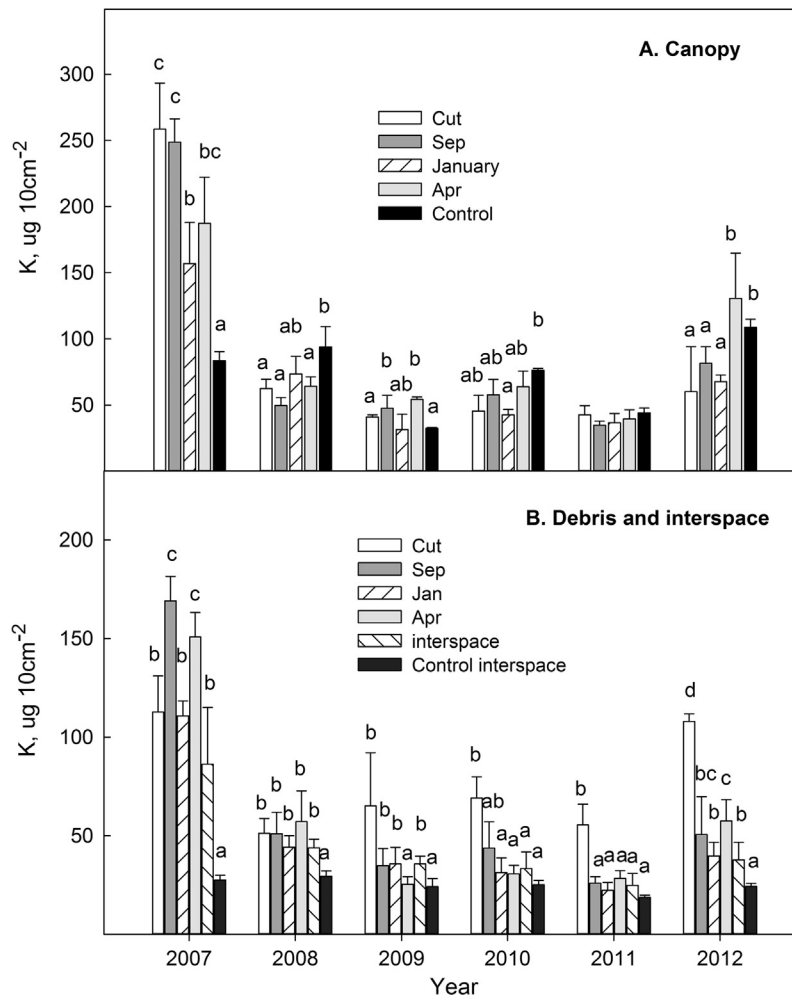 A. Canopy
K, ug 10cm⁻²
300
250
200
150
100
50
Cut
Sep
January
Apr
Control
c c b bc a
a a ab a b
a b ab b a
ab ab a ab b
a a a b b
B. Debris and interspace
K, ug 10cm⁻²
200
150
100
50
Cut
Sep
Jan
Apr
interspace
Control interspace
b c b c b a
b b b b b a
b b b a b a
b ab a a a a
b a a a a a
d bc b c b a
2007 2008 2009 2010 2011 2012
Year